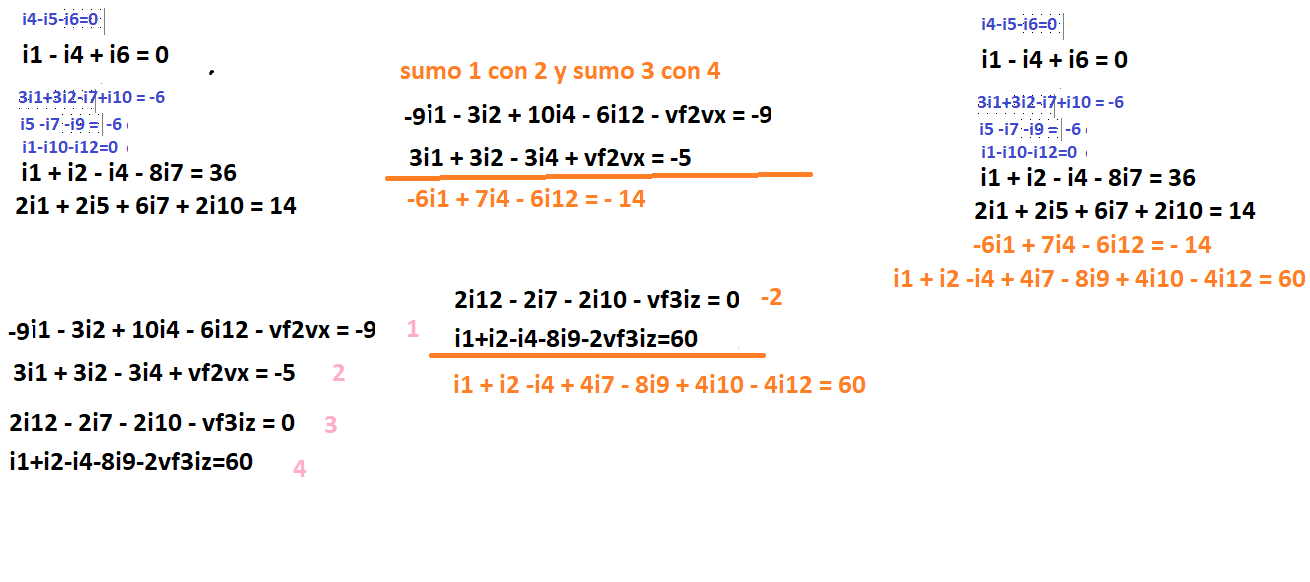 i4-i5-i6=0
i1 - i4 + i6 = 0
3i1+3i2-i7+i10 = -6
i5 -i7 -i9 = -6
i1-i10-i12=0
i1 + i2 - i4 - 8i7 = 36
2i1 + 2i5 + 6i7 + 2i10 = 14
-9i1 - 3i2 + 10i4 - 6i12 - vf2vx = -9 1
3i1 + 3i2 - 3i4 + vf2vx = -5 2
2i12 - 2i7 - 2i10 - vf3iz = 0 3
i1+i2-i4-8i9-2vf3iz=60 4
sumo 1 con 2 y sumo 3 con 4
-9i1 - 3i2 + 10i4 - 6i12 - vf2vx = -9
3i1 + 3i2 - 3i4 + vf2vx = -5
-6i1 + 7i4 - 6i12 = - 14
2i12 - 2i7 - 2i10 - vf3iz = 0 -2
i1+i2-i4-8i9-2vf3iz=60
i1 + i2 -i4 + 4i7 - 8i9 + 4i10 - 4i12 = 60
i4-i5-i6=0
i1 - i4 + i6 = 0
3i1+3i2-i7+i10 = -6
i5 -i7 -i9 = -6
i1-i10-i12=0
i1 + i2 - i4 - 8i7 = 36
2i1 + 2i5 + 6i7 + 2i10 = 14
-6i1 + 7i4 - 6i12 = - 14
i1 + i2 -i4 + 4i7 - 8i9 + 4i10 - 4i12 = 60